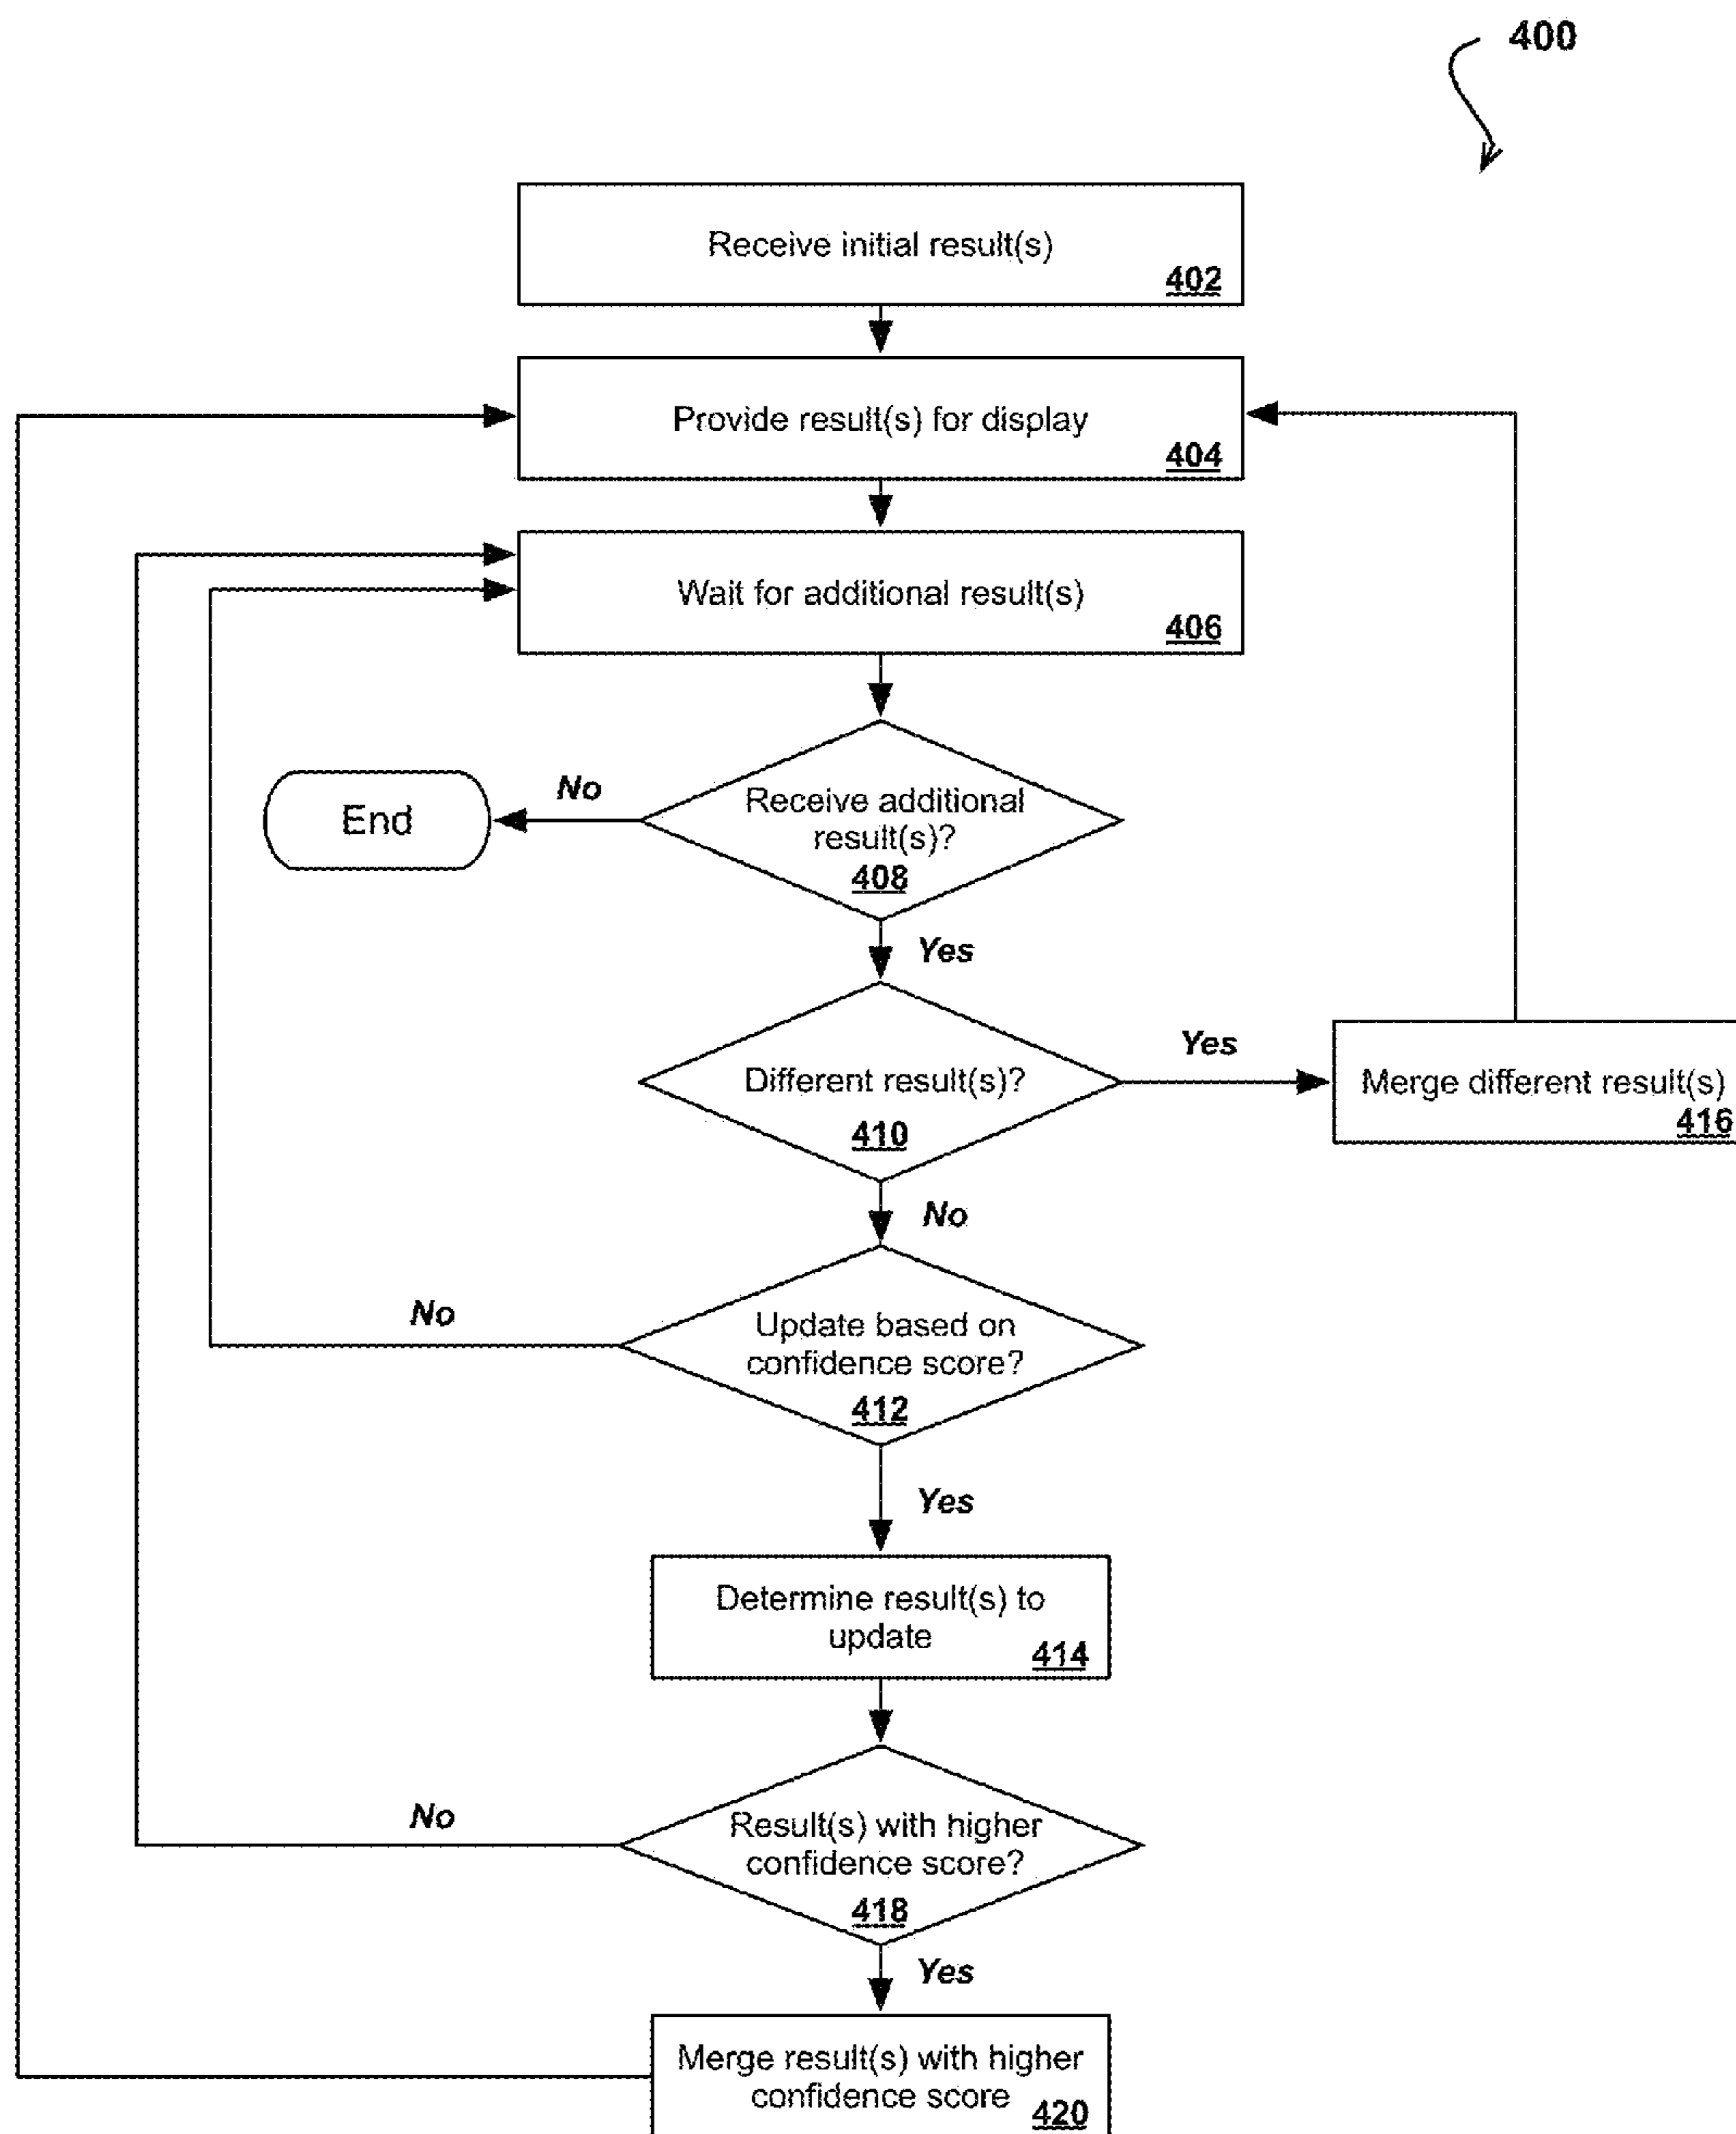 400
Receive initial result(s)
402
Provide result(s) for display
404
Wait for additional result(s)
406
End
No
Receive additional
result(s)?
408
Yes
Different result(s)?
410
Yes
Merge different result(s)
416
No
Update based on
confidence score?
412
No
Yes
Determine result(s) to
update
414
Result(s) with higher
confidence score?
418
No
Yes
Merge result(s) with higher
confidence score
420